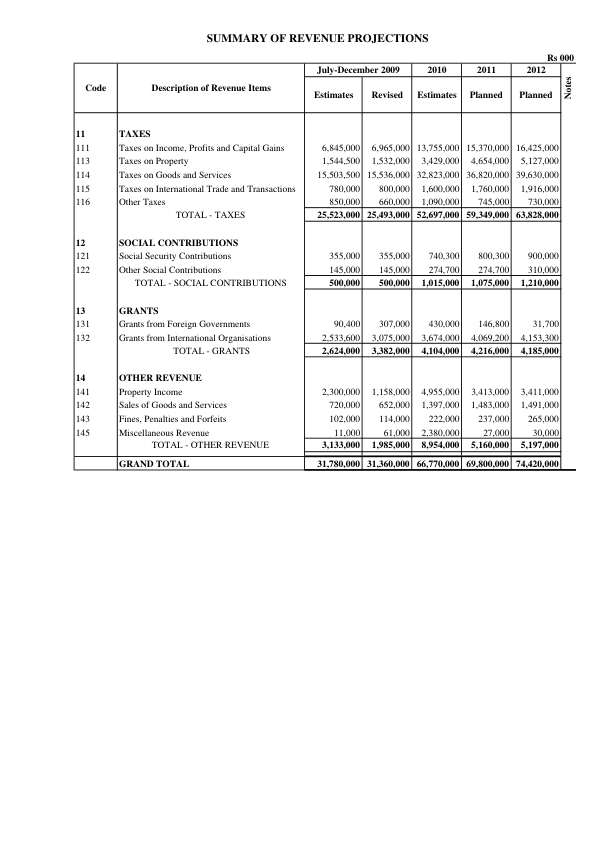 SUMMARY OF REVENUE PROJECTIONS
Rs 000
Code Description of Revenue Items July-December 2009 2010 2011 2012 Notes
Estimates Revised Estimates Planned Planned
11 TAXES
111 Taxes on Income, Profits and Capital Gains 6,845,000 6,965,000 13,755,000 15,370,000 16,425,000
113 Taxes on Property 1,544,500 1,532,000 3,429,000 4,654,000 5,127,000
114 Taxes on Goods and Services 15,503,500 15,536,000 32,823,000 36,820,000 39,630,000
115 Taxes on International Trade and Transactions 780,000 800,000 1,600,000 1,760,000 1,916,000
116 Other Taxes 850,000 660,000 1,090,000 745,000 730,000
TOTAL - TAXES 25,523,000 25,493,000 52,697,000 59,349,000 63,828,000
12 SOCIAL CONTRIBUTIONS
121 Social Security Contributions 355,000 355,000 740,300 800,300 900,000
122 Other Social Contributions 145,000 145,000 274,700 274,700 310,000
TOTAL - SOCIAL CONTRIBUTIONS 500,000 500,000 1,015,000 1,075,000 1,210,000
13 GRANTS
131 Grants from Foreign Governments 90,400 307,000 430,000 146,800 31,700
132 Grants from International Organisations 2,533,600 3,075,000 3,674,000 4,069,200 4,153,300
TOTAL - GRANTS 2,624,000 3,382,000 4,104,000 4,216,000 4,185,000
14 OTHER REVENUE
141 Property Income 2,300,000 1,158,000 4,955,000 3,413,000 3,411,000
142 Sales of Goods and Services 720,000 652,000 1,397,000 1,483,000 1,491,000
143 Fines, Penalties and Forfeits 102,000 114,000 222,000 237,000 265,000
145 Miscellaneous Revenue 11,000 61,000 2,380,000 27,000 30,000
TOTAL - OTHER REVENUE 3,133,000 1,985,000 8,954,000 5,160,000 5,197,000
GRAND TOTAL 31,780,000 31,360,000 66,770,000 69,800,000 74,420,000